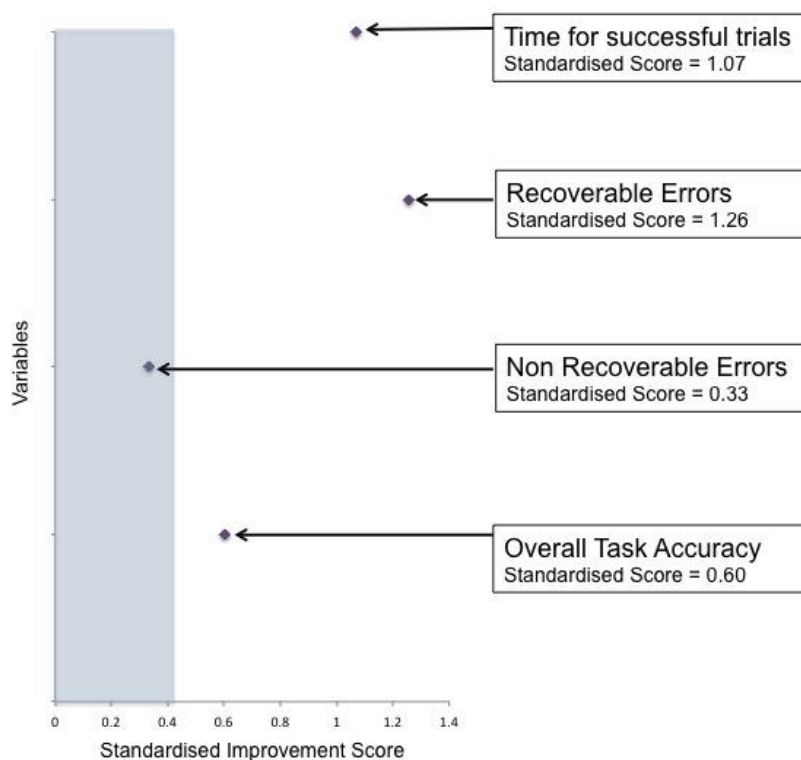 Time for successful trials
Standardised Score = 1.07
Recoverable Errors
Standardised Score = 1.26
Non Recoverable Errors
Standardised Score = 0.33
Overall Task Accuracy
Standardised Score = 0.60
Variables
0 0.2 0.4 0.6 0.8 1 1.2 1.4
Standardised Improvement Score